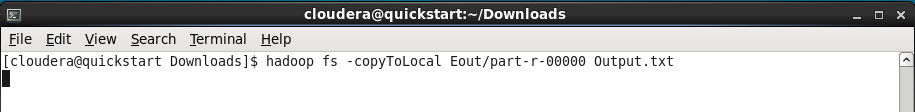 cloudera@quickstart:~/Downloads
File Edit View Search Terminal Help
[cloudera@quickstart Downloads]$ hadoop fs -copyToLocal Eout/part-r-00000 Output.txt